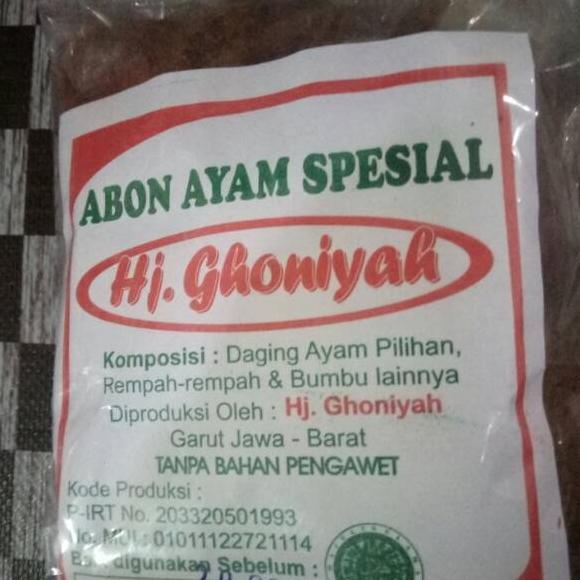 ABON AYAM SPESIAL
Hj. Ghoniyah
Komposisi : Daging Ayam Pilihan,
Rempah-rempah & Bumbu lainnya
Diproduksi Oleh : Hj. Ghoniyah
Garut Jawa - Barat
TANPA BAHAN PENGAWET
Kode Produksi :
P-IRT No. 203320501993
No. MUI : 01011122721114
digunakan Sebelum :